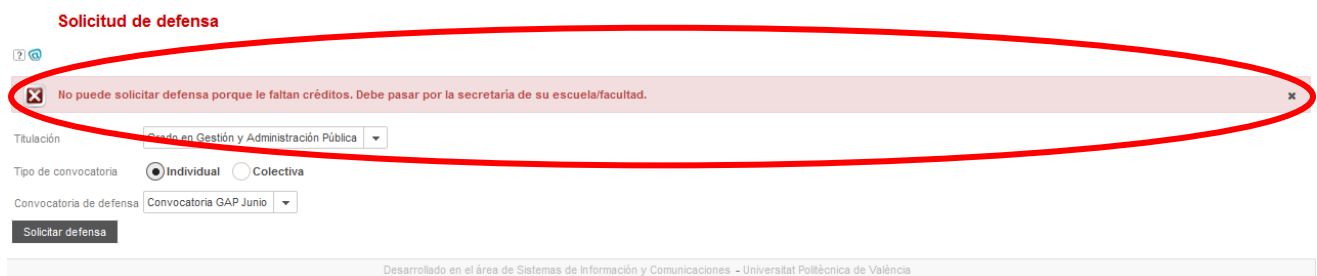 Solicitud de defensa
? @
No puede solicitar defensa porque le faltan créditos. Debe pasar por la secretaría de su escuela/facultad. ×
Titulación Grado en Gestión y Administración Pública
Tipo de convocatoria Individual Colectiva
Convocatoria de defensa Convocatoria GAP Junio
Solicitar defensa
Desarrollado en el área de Sistemas de Información y Comunicaciones - Universitat Politècnica de València